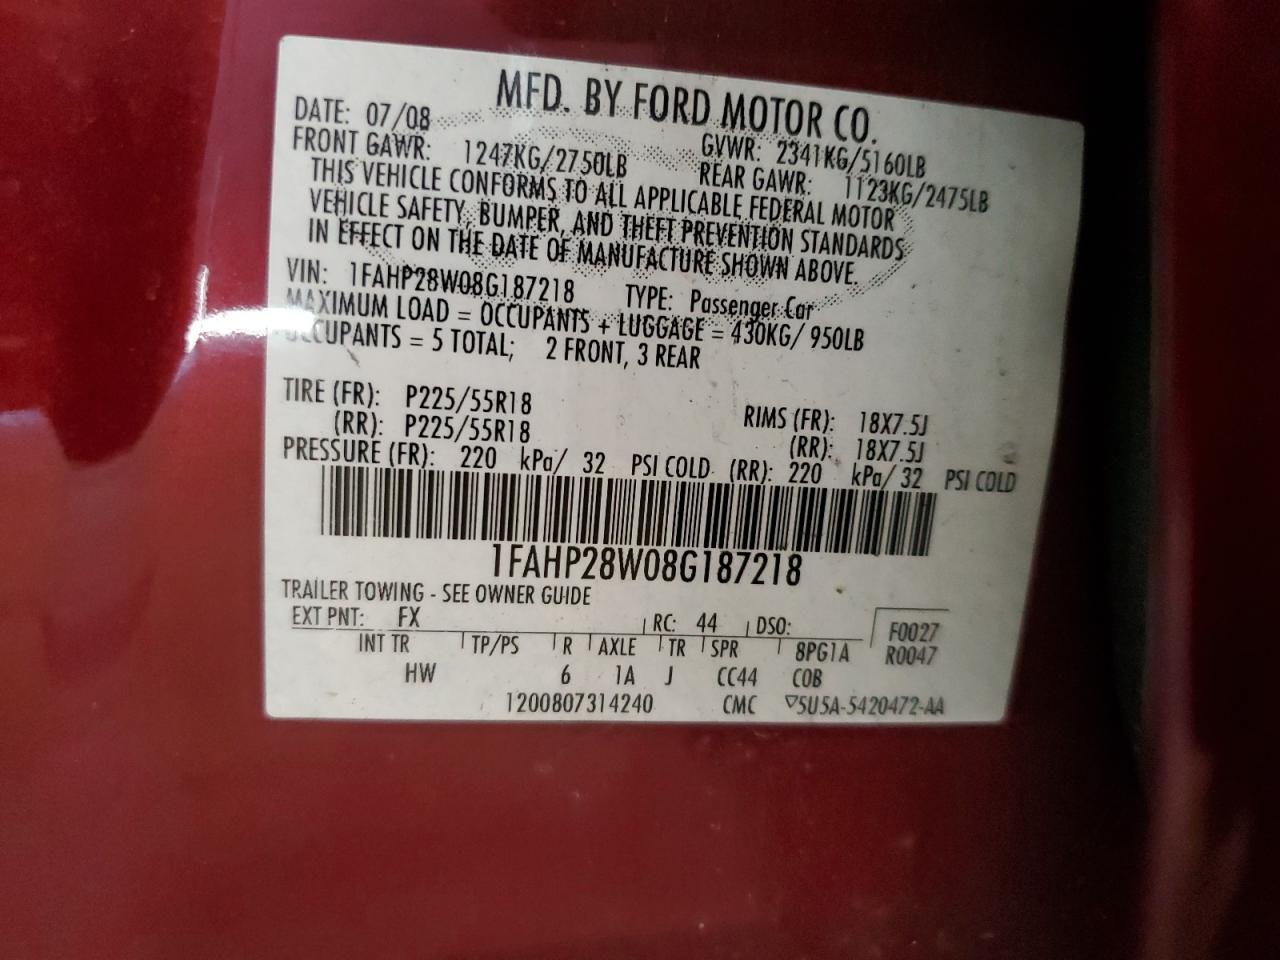 MFD. BY FORD MOTOR CO.
DATE: 07/08 GVWR: 2341KG/5160LB
FRONT GAWR: 1247KG/2750LB REAR GAWR: 1123KG/2475LB
THIS VEHICLE CONFORMS TO ALL APPLICABLE FEDERAL MOTOR
VEHICLE SAFETY, BUMPER, AND THEFT PREVENTION STANDARDS
IN EFFECT ON THE DATE OF MANUFACTURE SHOWN ABOVE.
VIN: 1FAHP28W08G187218 TYPE: Passenger Car
MAXIMUM LOAD = OCCUPANTS + LUGGAGE = 430KG/ 950LB
OCCUPANTS = 5 TOTAL; 2 FRONT, 3 REAR
TIRE (FR): P225/55R18 RIMS (FR): 18X7.5J
(RR): P225/55R18 (RR): 18X7.5J
PRESSURE (FR): 220 kPa/ 32 PSI COLD (RR): 220 kPa/ 32 PSI COLD
1FAHP28W08G187218
TRAILER TOWING - SEE OWNER GUIDE
EXT PNT: FX RC: 44 DSO: F0027
INT TR TP/PS R AXLE TR SPR 8PG1A R0047
HW 6 1A J CC44 COB
1200807314240 CMC ▽5U5A-5420472-AA